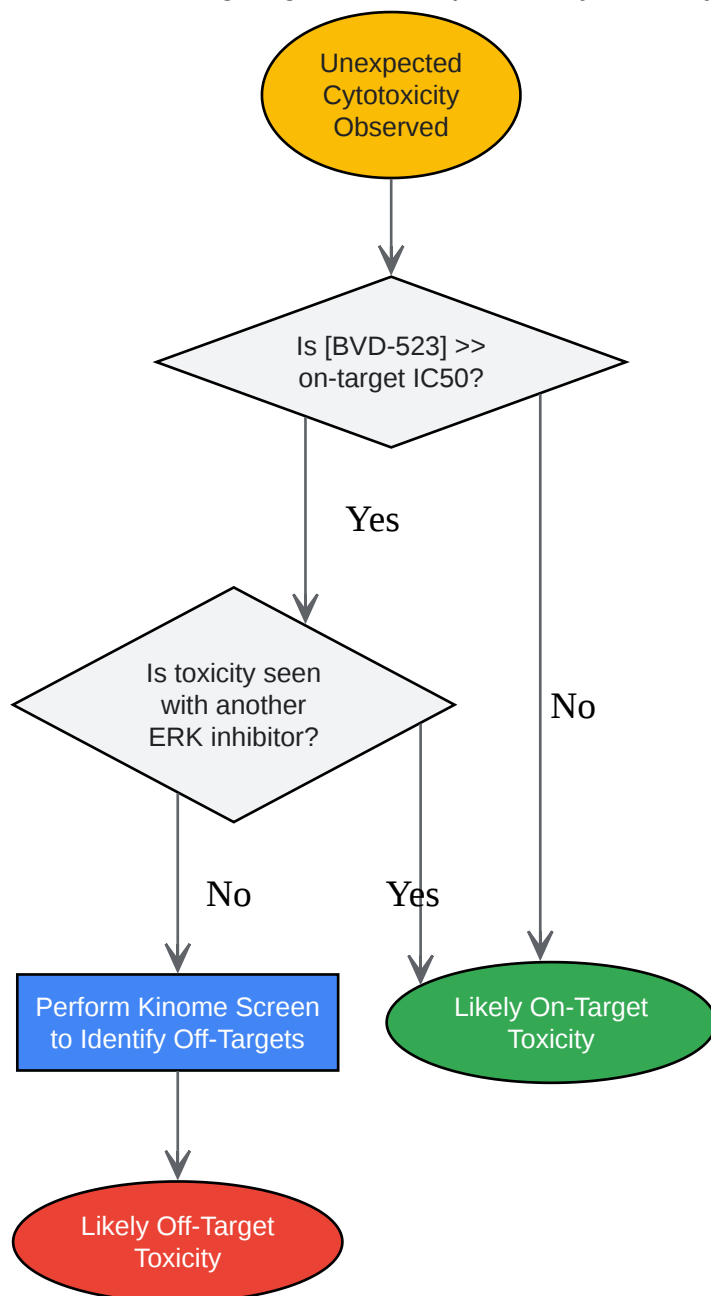 Unexpected
Cytotoxicity
Observed
Is [BVD-523] >>
on-target IC50?
Yes
Is toxicity seen
with another
ERK inhibitor?
No
No
Yes
Perform Kinome Screen
to Identify Off-Targets
Likely On-Target
Toxicity
Likely Off-Target
Toxicity